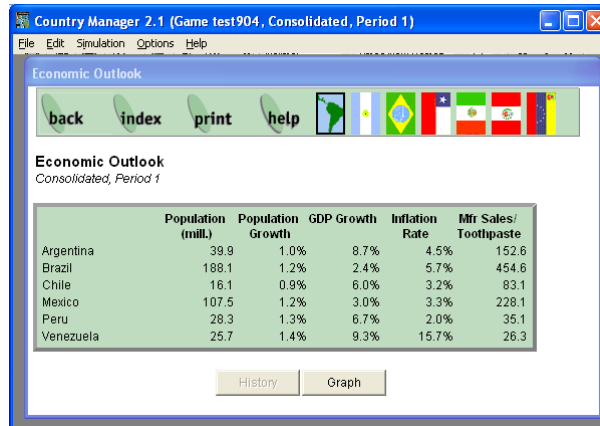 Country Manager 2.1 (Game test904, Consolidated, Period 1)
File Edit Simulation Options Help
Economic Outlook
back index print help
Economic Outlook
Consolidated, Period 1
Population (mill.) Population Growth GDP Growth Inflation Rate Mfr Sales/ Toothpaste
Argentina 39.9 1.0% 8.7% 4.5% 152.6
Brazil 188.1 1.2% 2.4% 5.7% 454.6
Chile 16.1 0.9% 6.0% 3.2% 83.1
Mexico 107.5 1.2% 3.0% 3.3% 228.1
Peru 28.3 1.3% 6.7% 2.0% 35.1
Venezuela 25.7 1.4% 9.3% 15.7% 26.3
History Graph